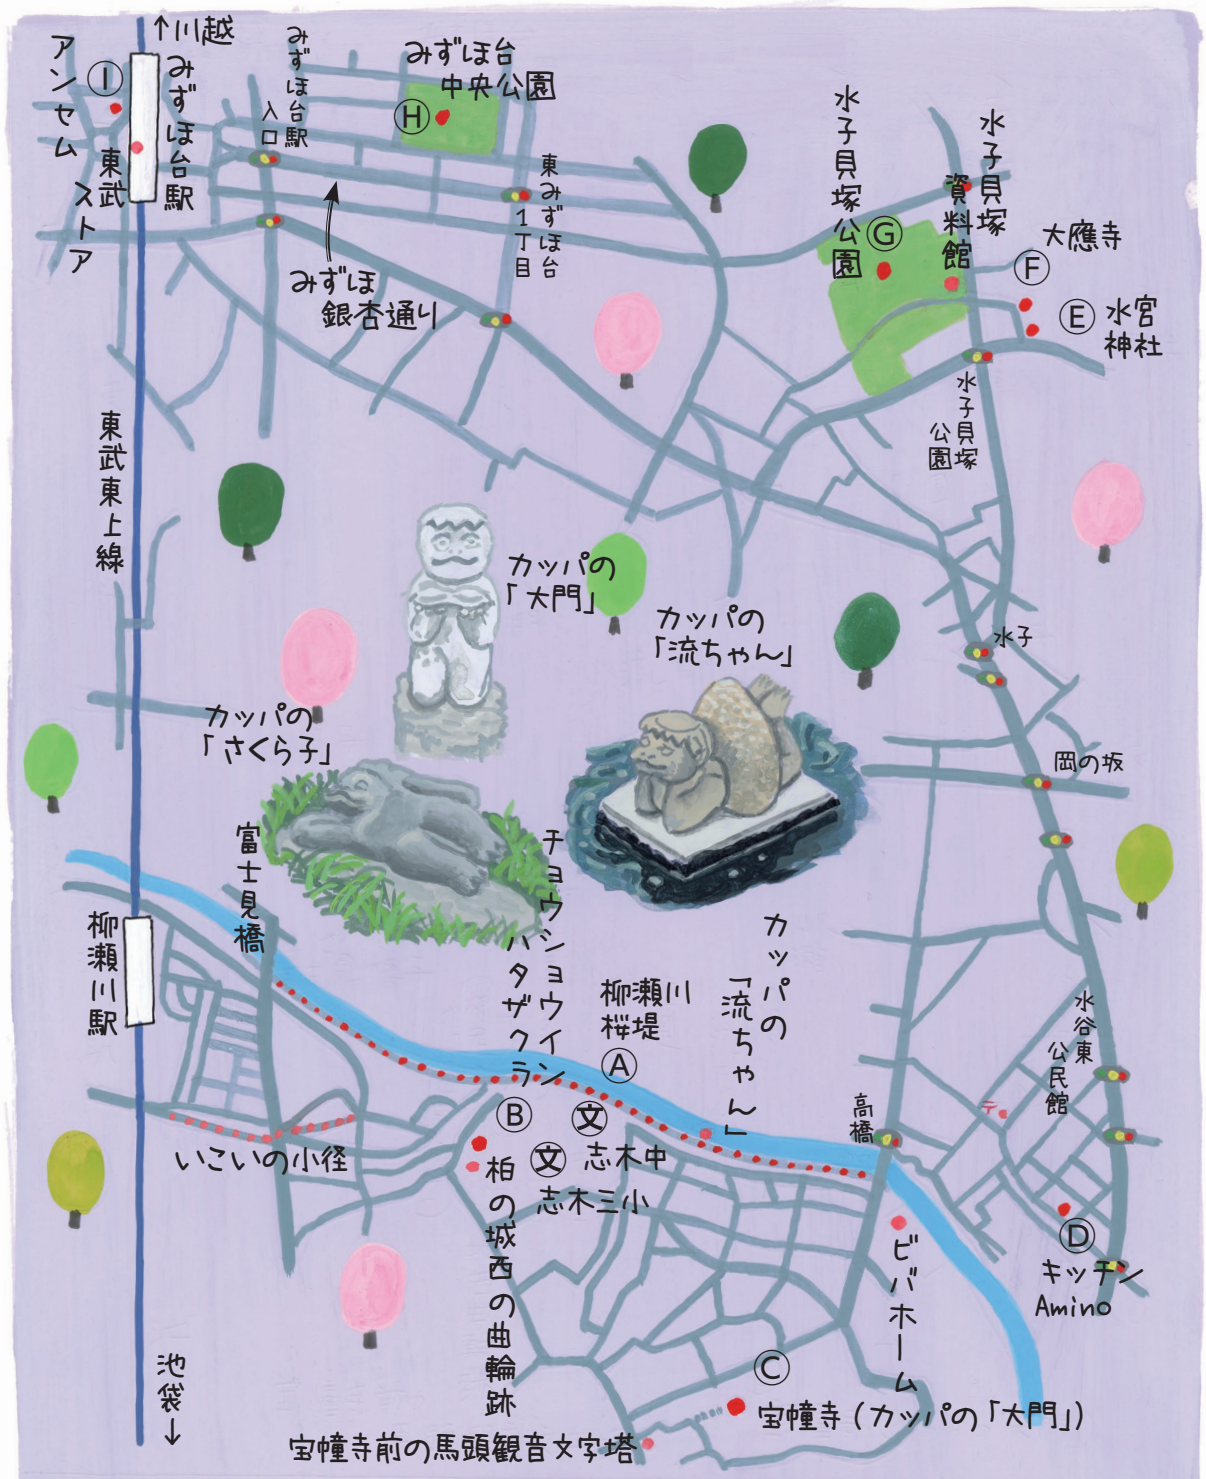 ↑川越
アンセム
Ⓘ
みずほ台駅
東武
ストア
みずほ台駅
入口
みずほ台
中央公園
Ⓗ
東みずほ台
1丁目
みずほ
銀杏通り
水子貝塚公園
Ⓖ
水子貝塚
資料館
大應寺
Ⓕ
Ⓔ
水宮
神社
水子貝塚
公園
東武東上線
カッパの
「大門」
カッパの
「流ちゃん」
水子
カッパの
「さくら子」
岡の坂
富士見橋
柳瀬川駅
チョウショウイン
ハタザクラ
柳瀬川
桜堤
Ⓐ
カッパの
「流ちゃん」
水谷東
公民館
〒
高橋
Ⓑ
文
志木中
文
志木三小
いこいの小径
柏の城西の曲輪跡
ビバホーム
Ⓓ
キッチン
Amino
Ⓒ
宝幢寺(カッパの「大門」)
宝幢寺前の馬頭観音文字塔
池袋↓